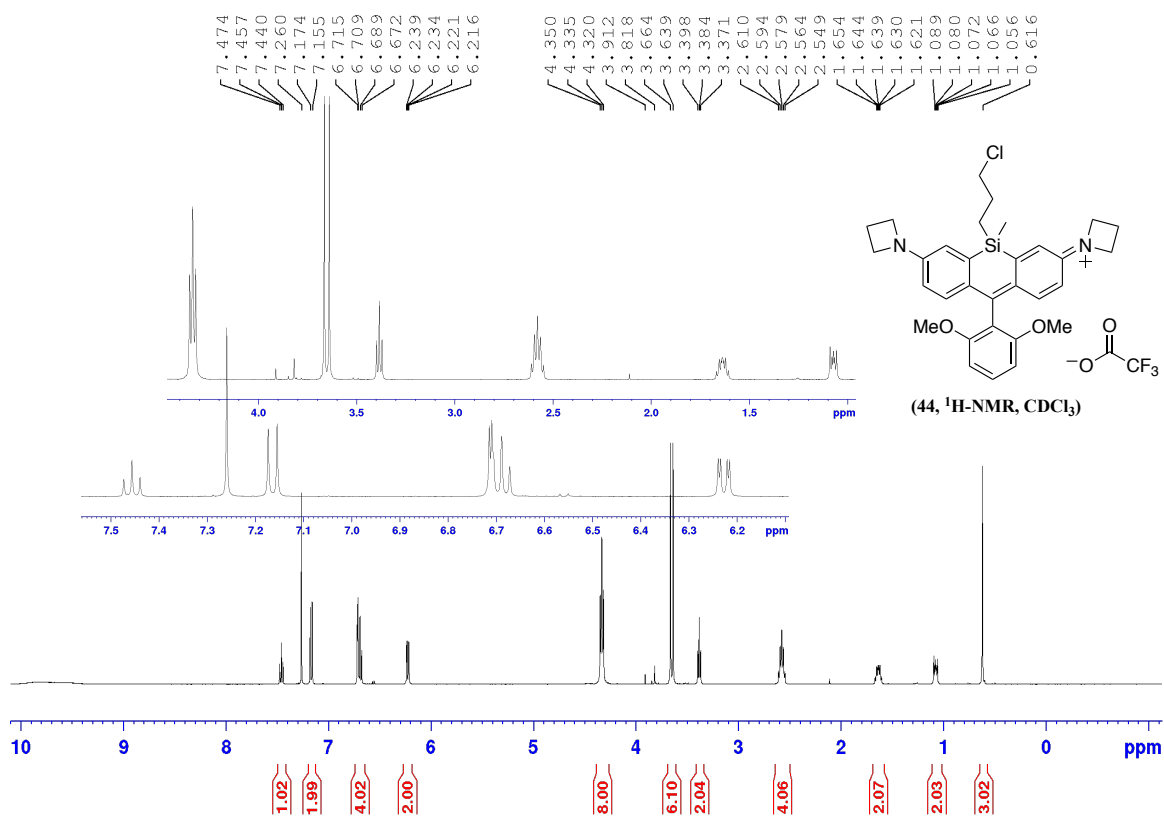 7.474 7.457 7.440 7.260 7.174 7.155 6.715 6.709 6.689 6.672 6.239 6.234 6.221 6.216 4.350 4.335 4.320 3.912 3.818 3.664 3.639 3.398 3.384 3.371 2.610 2.594 2.579 2.564 2.549 1.654 1.644 1.639 1.630 1.621 1.089 1.080 1.072 1.066 1.056 0.616
Cl
N Si N +
Me
MeO OMe
O
−O CF3
(44, ¹H-NMR, CDCl₃)
4.0 3.5 3.0 2.5 2.0 1.5 ppm
7.5 7.4 7.3 7.2 7.1 7.0 6.9 6.8 6.7 6.6 6.5 6.4 6.3 6.2 ppm
10 9 8 7 6 5 4 3 2 1 0 ppm
1.02 1.99 4.02 2.00 8.00 6.10 2.04 4.06 2.07 2.03 3.02